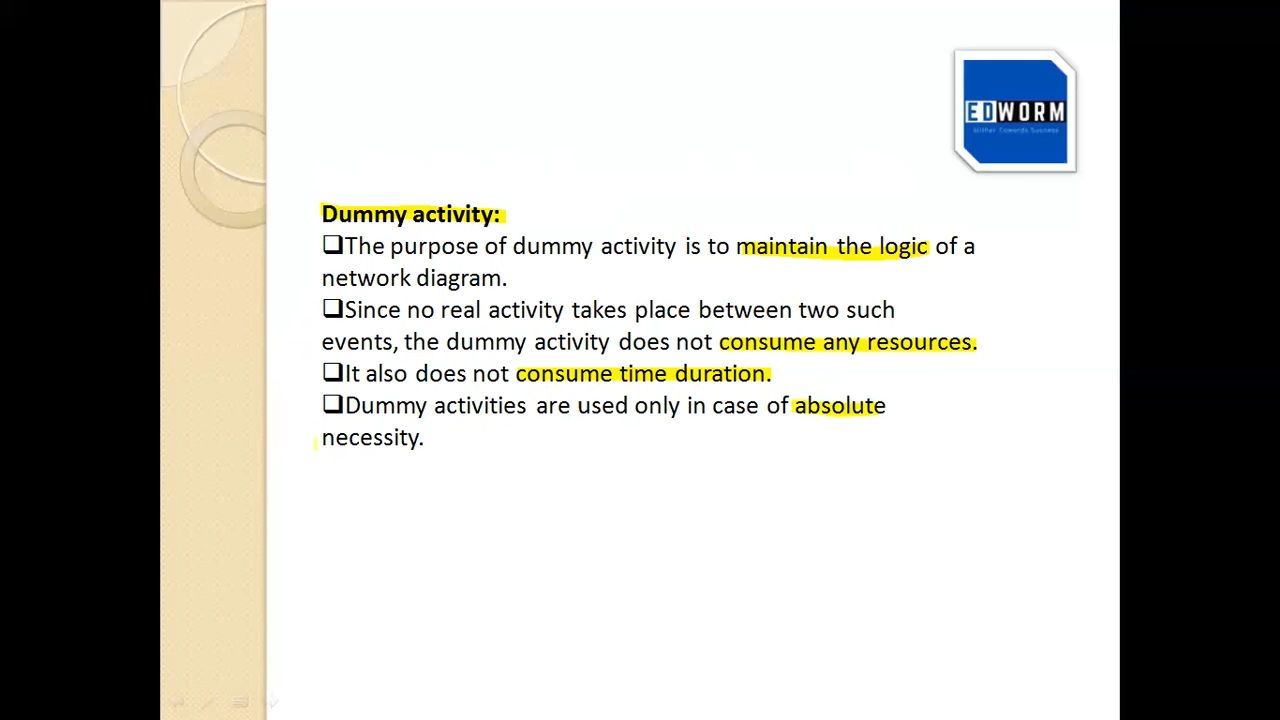 EDWORM
Dummy activity:
❑The purpose of dummy activity is to maintain the logic of a
network diagram.
❑Since no real activity takes place between two such
events, the dummy activity does not consume any resources.
❑It also does not consume time duration.
❑Dummy activities are used only in case of absolute
necessity.